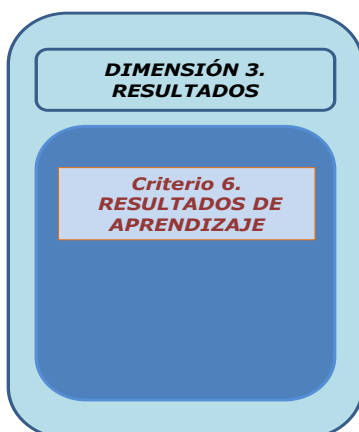 DIMENSIÓN 3.
RESULTADOS
Criterio 6.
RESULTADOS DE
APRENDIZAJE